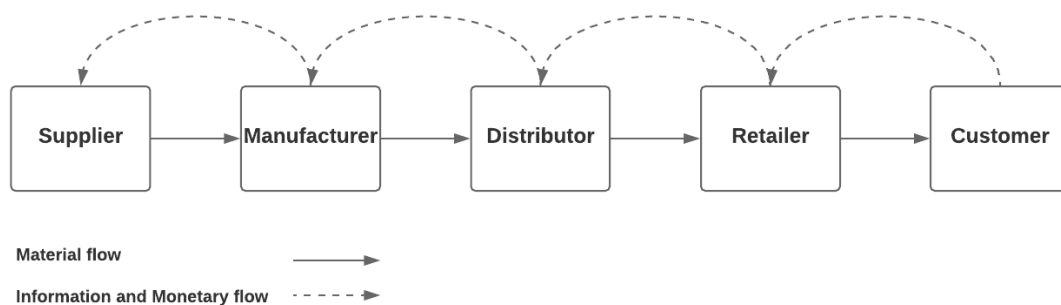 Supplier
Manufacturer
Distributor
Retailer
Customer
Material flow
Information and Monetary flow